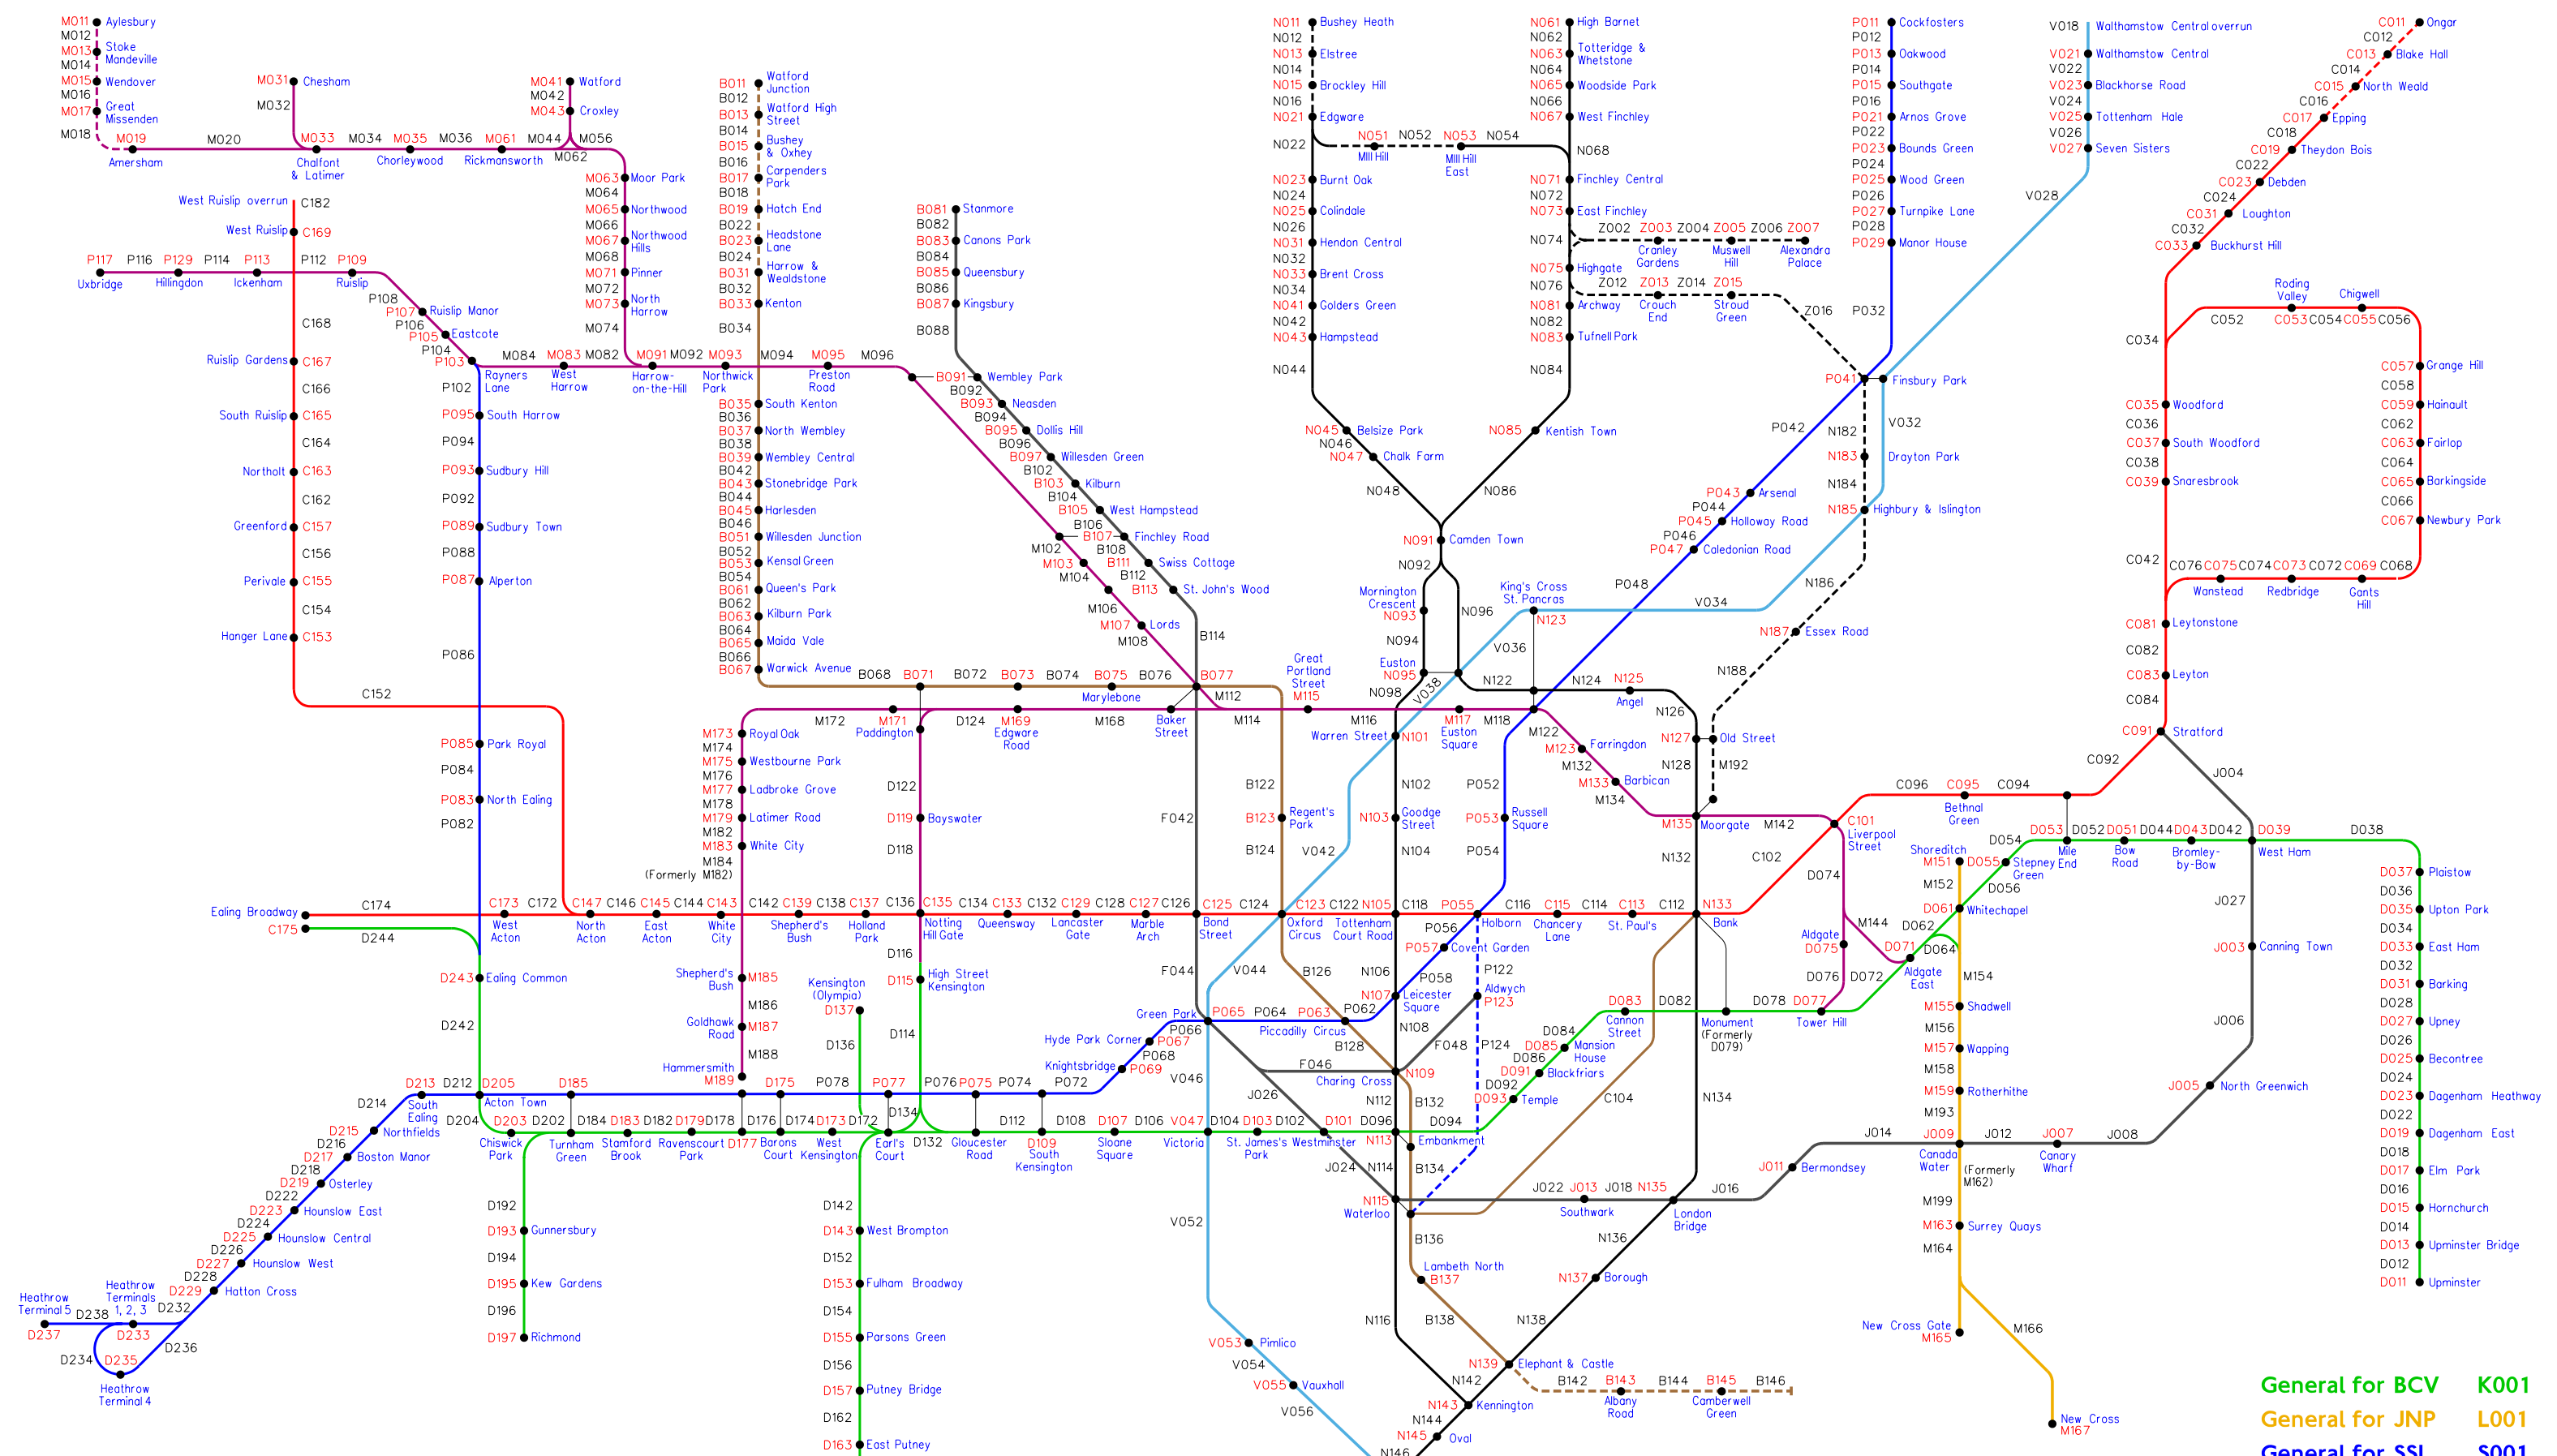 M011 Aylesbury
M012
M013 Stoke
Mandeville
M014
M015 Wendover
M016
M017 Great
Missenden
M018
M019
Amersham
M020
M031 Chesham
M032
M033
Chalfont
& Latimer
M034
M035
Chorleywood
M036
M061
Rickmansworth
M044
M041 Watford
M042
M043 Croxley
M056
M062
M063 Moor Park
M064
M065 Northwood
M066
M067 Northwood
Hills
M068
M071 Pinner
M072
M073 North
Harrow
M074
West Ruislip overrun C182
West Ruislip C169
P117
Uxbridge
P116
P129
Hillingdon
P114
P113
Ickenham
P112
P109
Ruislip
P108
P107 Ruislip Manor
P106
P105 Eastcote
P104
P103
Rayners
Lane
M084
M083
West
Harrow
M082
M091
Harrow-
on-the-Hill
M092
M093
Northwick
Park
M094
M095
Preston
Road
M096
C168
Ruislip Gardens C167
C166
South Ruislip C165
C164
Northolt C163
C162
Greenford C157
C156
Perivale C155
C154
Hanger Lane C153
C152
P102
P095 South Harrow
P094
P093 Sudbury Hill
P092
P089 Sudbury Town
P088
P087 Alperton
P086
P085 Park Royal
P084
P083 North Ealing
P082
B011 Watford
Junction
B012
B013 Watford High
Street
B014
B015 Bushey
& Oxhey
B016
B017 Carpenders
Park
B018
B019 Hatch End
B022
B023 Headstone
Lane
B024
B031 Harrow &
Wealdstone
B032
B033 Kenton
B034
B035 South Kenton
B036
B037 North Wembley
B038
B039 Wembley Central
B042
B043 Stonebridge Park
B044
B045 Harlesden
B046
B051 Willesden Junction
B052
B053 Kensal Green
B054
B061 Queen's Park
B062
B063 Kilburn Park
B064
B065 Maida Vale
B066
B067 Warwick Avenue
B068
B071
B072
B073
B074
B075
Marylebone
B076
B077
B081 Stanmore
B082
B083 Canons Park
B084
B085 Queensbury
B086
B087 Kingsbury
B088
B091 Wembley Park
B092
B093 Neasden
B094
B095 Dollis Hill
B096
B097 Willesden Green
B102
B103 Kilburn
B104
B105 West Hampstead
B106
B107 Finchley Road
B108
B111 Swiss Cottage
B112
B113 St. John's Wood
B114
M102
M103
M104
M106
M107 Lords
M108
M112
N011 Bushey Heath
N012
N013 Elstree
N014
N015 Brockley Hill
N016
N021 Edgware
N022
N051
Mill Hill
N052
N053
Mill Hill
East
N054
N023 Burnt Oak
N024
N025 Colindale
N026
N031 Hendon Central
N032
N033 Brent Cross
N034
N041 Golders Green
N042
N043 Hampstead
N044
N045 Belsize Park
N046
N047 Chalk Farm
N048
N061 High Barnet
N062
N063 Totteridge &
Whetstone
N064
N065 Woodside Park
N066
N067 West Finchley
N068
N071 Finchley Central
N072
N073 East Finchley
N074
N075 Highgate
N076
N081 Archway
N082
N083 Tufnell Park
N084
N085 Kentish Town
N086
Z002 Z003 Z004 Z005 Z006 Z007
Cranley
Gardens
Muswell
Hill
Alexandra
Palace
Z012 Z013 Z014 Z015
Crouch
End
Stroud
Green
Z016
N091 Camden Town
N092
Mornington
Crescent
N093
N094
N096
Euston
N095
N098
P011 Cockfosters
P012
P013 Oakwood
P014
P015 Southgate
P016
P021 Arnos Grove
P022
P023 Bounds Green
P024
P025 Wood Green
P026
P027 Turnpike Lane
P028
P029 Manor House
P032
P041 Finsbury Park
P042
P043 Arsenal
P044
P045 Holloway Road
P046
P047 Caledonian Road
P048
V018 Walthamstow Central overrun
V021 Walthamstow Central
V022
V023 Blackhorse Road
V024
V025 Tottenham Hale
V026
V027 Seven Sisters
V028
V032
N182
N183 Drayton Park
N184
N185 Highbury & Islington
N186
N187 Essex Road
N188
V034
King's Cross
St. Pancras
N123
V036
V038
N122
N124
N125
Angel
N126
N127 Old Street
N128
M192
C011 Ongar
C012
C013 Blake Hall
C014
C015 North Weald
C016
C017 Epping
C018
C019 Theydon Bois
C022
C023 Debden
C024
C031 Loughton
C032
C033 Buckhurst Hill
C034
C035 Woodford
C036
C037 South Woodford
C038
C039 Snaresbrook
C042
Roding
Valley
Chigwell
C052 C053 C054 C055 C056
C057 Grange Hill
C058
C059 Hainault
C062
C063 Fairlop
C064
C065 Barkingside
C066
C067 Newbury Park
C076 C075 C074 C073 C072 C069 C068
Wanstead
Redbridge
Gants
Hill
C081 Leytonstone
C082
C083 Leyton
C084
C091 Stratford
C092
J004
C096 C095 C094
Bethnal
Green
M172
M171
Paddington
D124
M169
Edgware
Road
M168
Baker
Street
M114
Great
Portland
Street
M115
M116
M117
Euston
Square
M118
M122
M123 Farringdon
M132
M133 Barbican
M134
M135 Moorgate
M142
C101
Liverpool
Street
C102
M173 Royal Oak
M174
M175 Westbourne Park
M176
M177 Ladbroke Grove
M178
M179 Latimer Road
M182
M183 White City
M184
(Formerly
M182)
D122
D119 Bayswater
D118
F042
B122
B123 Regent's
Park
B124
V042
Warren Street N101
N102
N103 Goodge
Street
N104
P052
P053 Russell
Square
P054
N132
D074
Shoreditch
M151
M152
D055 Stepney
Green
D054
D053 D052 D051 D044 D043 D042 D039 D038
Mile
End
Bow
Road
Bromley-
by-Bow
West Ham
D056
D061 Whitechapel
D062
D064
M144
D071
Aldgate
East
Aldgate
D075
D076
D072
Ealing Broadway
C175
C174
D244
C173
West
Acton
C172
C147
North
Acton
C146
C145
East
Acton
C144
C143
White
City
C142
C139
Shepherd's
Bush
C138
C137
Holland
Park
C136
C135
Notting
Hill Gate
C134
C133
Queensway
C132
C129
Lancaster
Gate
C128
C127
Marble
Arch
C126
C125
Bond
Street
C124
C123
Oxford
Circus
C122
N105
Tottenham
Court Road
C118
P055
Holborn
C116
C115
Chancery
Lane
C114
C113
St. Paul's
C112
N133
Bank
D243 Ealing Common
D242
Shepherd's
Bush
M185
M186
Goldhawk
Road
M187
M188
Hammersmith
M189
D116
D115 High Street
Kensington
D114
Kensington
(Olympia)
D137
D136
F044
V044
B126
N106
N107 Leicester
Square
N108
P056
P057 Covent Garden
P058
P122
Aldwych
P123
P124
Green Park P065 P064 P063 P062
Piccadilly Circus
P066
Hyde Park Corner P067
P068
Knightsbridge P069
V046
B128
F046
F048
Charing Cross N109
N112
B132
J026
D083
Cannon
Street
D082
Monument
(Formerly
D079)
D078
D077
Tower Hill
D084
D085 Mansion
House
D086
D091 Blackfriars
D092
D093 Temple
C104
N134
M154
M155 Shadwell
M156
M157 Wapping
M158
M159 Rotherhithe
M193
J009
Canada
Water
(Formerly
M162)
M199
M163 Surrey Quays
M164
New Cross Gate
M165
M166
New Cross
M167
J014
J012
J007
Canary
Wharf
J008
J005 North Greenwich
J006
J003 Canning Town
J027
J011 Bermondsey
D037 Plaistow
D036
D035 Upton Park
D034
D033 East Ham
D032
D031 Barking
D028
D027 Upney
D026
D025 Becontree
D024
D023 Dagenham Heathway
D022
D019 Dagenham East
D018
D017 Elm Park
D016
D015 Hornchurch
D014
D013 Upminster Bridge
D012
D011 Upminster
D213
South
Ealing
D212
D205
Acton Town
D185
D175
P078
P077
P076
P075
P074
P072
D214
D215 Northfields
D216
D217 Boston Manor
D218
D219 Osterley
D222
D223 Hounslow East
D224
D225 Hounslow Central
D226
D227 Hounslow West
D228
D229 Hatton Cross
D232
D236
Heathrow
Terminal 5
D237
D238
Heathrow
Terminals
1, 2, 3
D233
D234
D235
Heathrow
Terminal 4
D204
D203
Chiswick
Park
D202
Turnham
Green
D184
D183
Stamford
Brook
D182
D179
Ravenscourt
Park
D178
D177
D176
Barons
Court
D174
D173
West
Kensington
D172
D134
Earl's
Court
D132
Gloucester
Road
D112
D109
South
Kensington
D108
D107
Sloane
Square
D106
V047
Victoria
D104
D103
St. James's
Park
D102
D101
Westminster
D096
N113
Embankment
D094
D192
D193 Gunnersbury
D194
D195 Kew Gardens
D196
D197 Richmond
D142
D143 West Brompton
D152
D153 Fulham Broadway
D154
D155 Parsons Green
D156
D157 Putney Bridge
D162
D163 East Putney
V052
V053 Pimlico
V054
V055 Vauxhall
V056
J024
N114
B134
N115
Waterloo
J022
J013
Southwark
J018
N135
London
Bridge
J016
B136
Lambeth North
B137
B138
N116
N136
N137 Borough
N138
N139 Elephant & Castle
N142
N143 Kennington
N144
N145 Oval
N146
B142 B143 B144 B145 B146
Albany
Road
Camberwell
Green
General for BCV K001
General for JNP L001
General for SSL S001